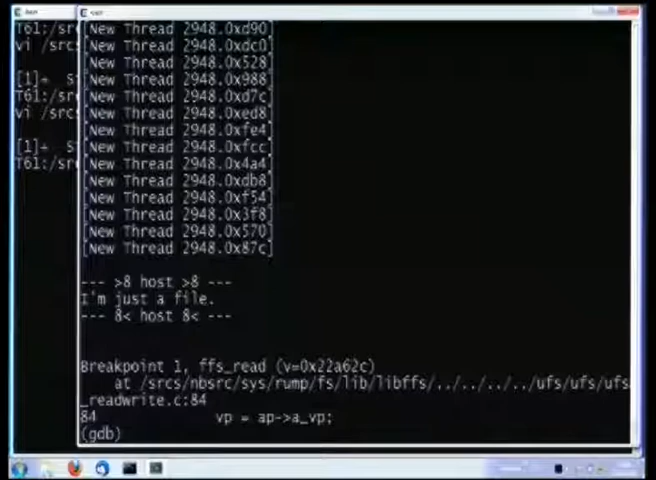 T61:/src
vi /srcs
[1]+ S
T61:/sr
vi /srcs
[1]+ S
T61:/sr
[New Thread 2948.0xd90]
[New Thread 2948.0xdc0]
[New Thread 2948.0x528]
[New Thread 2948.0x988]
[New Thread 2948.0xd7c]
[New Thread 2948.0xed8]
[New Thread 2948.0xfe4]
[New Thread 2948.0xfcc]
[New Thread 2948.0x4a4]
[New Thread 2948.0xdb8]
[New Thread 2948.0xf54]
[New Thread 2948.0x3f8]
[New Thread 2948.0x570]
[New Thread 2948.0x87c]
--- >8 host >8 ---
I'm just a file.
--- 8< host 8< ---
Breakpoint 1, ffs_read (v=0x22a62c)
at /srcs/nbsrc/sys/rump/fs/lib/libffs/../../../../ufs/ufs/ufs
_readwrite.c:84
84 vp = ap->a_vp;
(gdb)